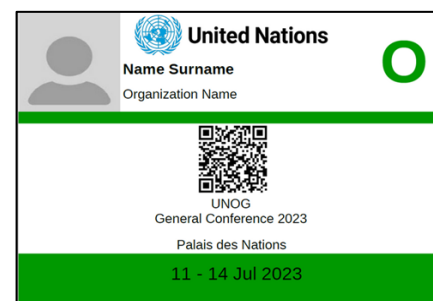 United Nations
O
Name Surname
Organization Name
UNOG
General Conference 2023
Palais des Nations
11 - 14 Jul 2023